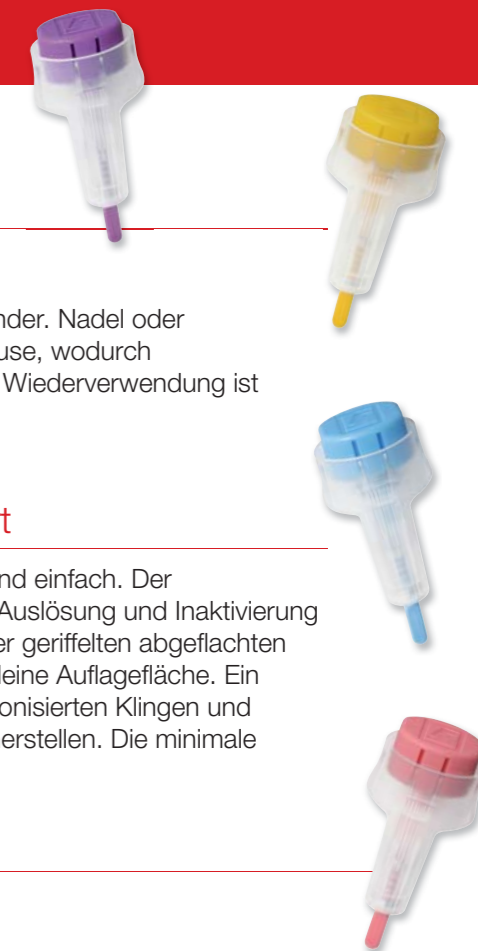 nder. Nadel oder
use, wodurch
Wiederverwendung ist
t
nd einfach. Der
Auslösung und Inaktivierung
er geriffelten abgeflachten
leine Auflagefläche. Ein
onisierten Klingen und
erstellen. Die minimale